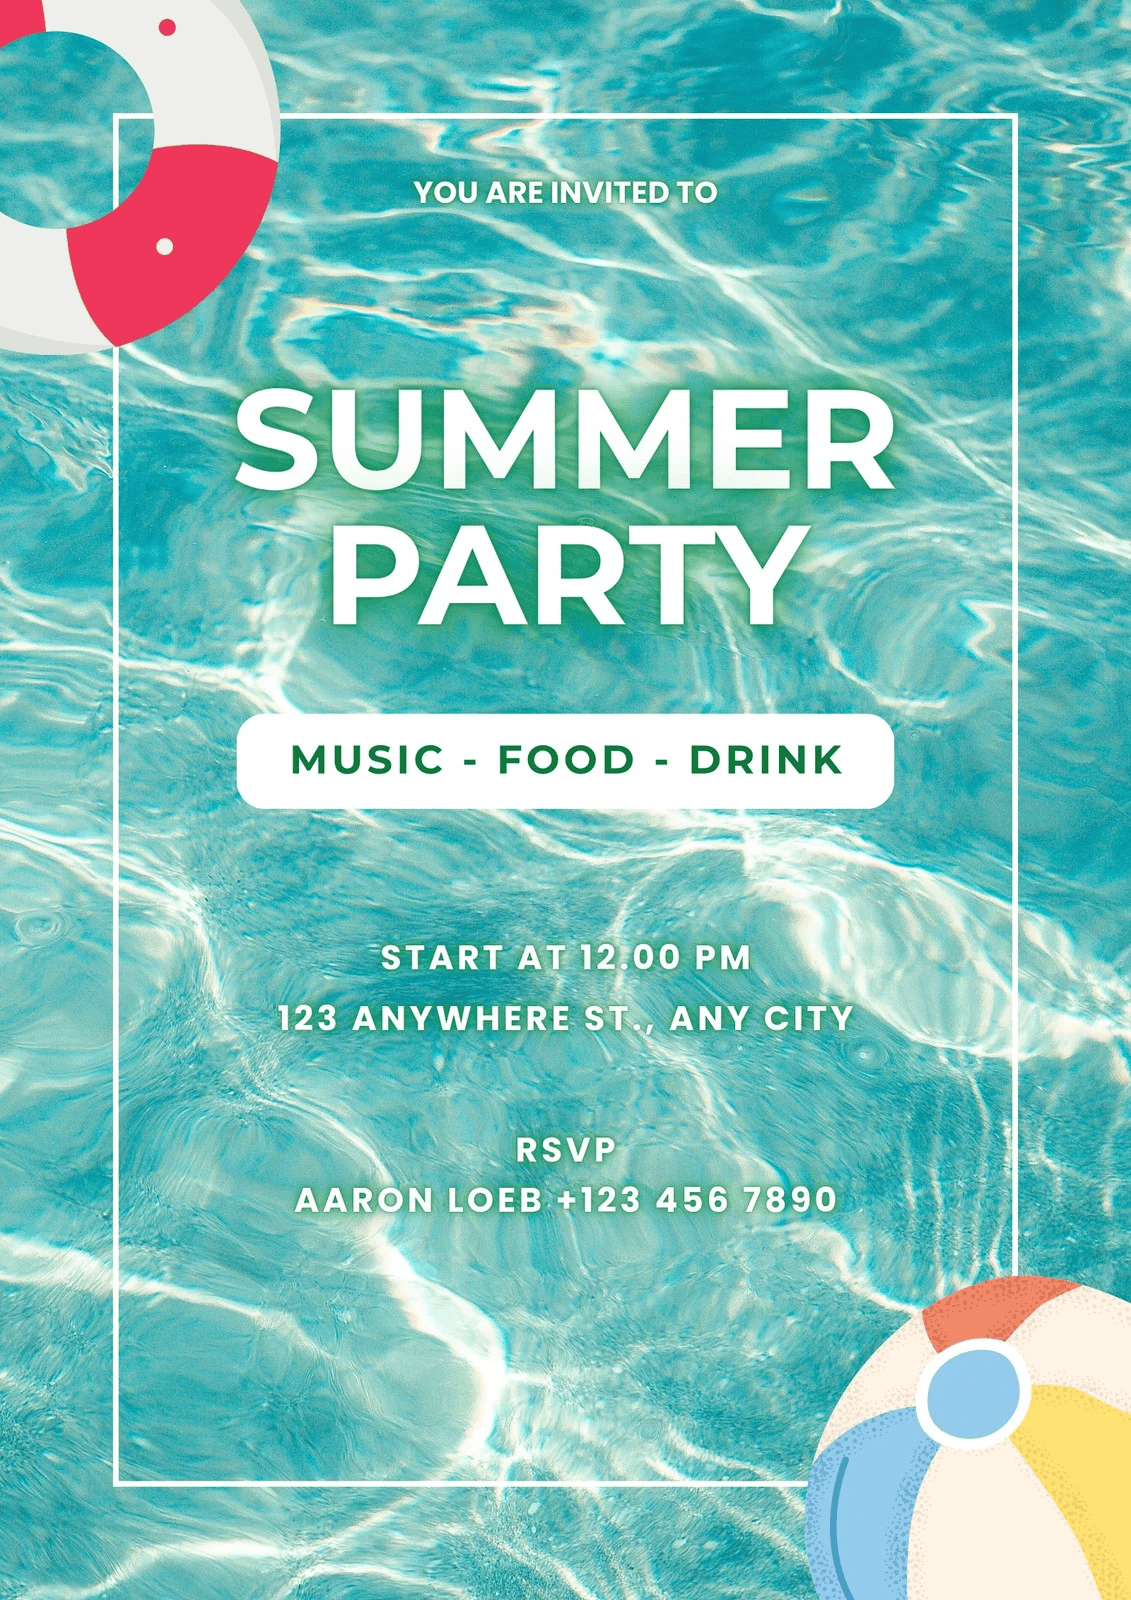 YOU ARE INVITED TO
SUMMER
PARTY
MUSIC - FOOD - DRINK
START AT 12.00 PM
123 ANYWHERE ST., ANY CITY
RSVP
AARON LOEB +123 456 7890